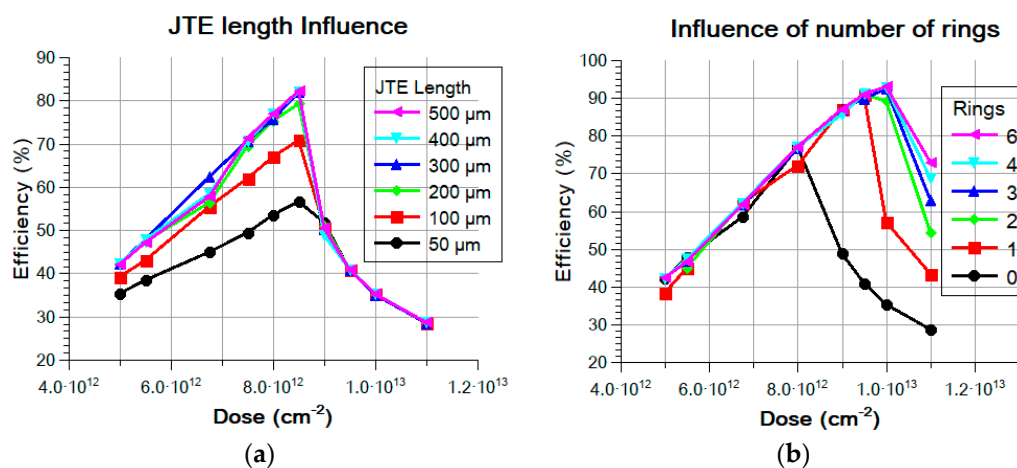 JTE length Influence
Efficiency (%)
90
80
70
60
50
40
30
20
4.0·10¹²
6.0·10¹²
8.0·10¹²
1.0·10¹³
1.2·10¹³
Dose (cm⁻²)
JTE Length
500 µm
400 µm
300 µm
200 µm
100 µm
50 µm
(a)
Influence of number of rings
Efficiency (%)
100
90
80
70
60
50
40
30
20
4.0·10¹²
6.0·10¹²
8.0·10¹²
1.0·10¹³
1.2·10¹³
Dose (cm⁻²)
Rings
6
4
3
2
1
0
(b)